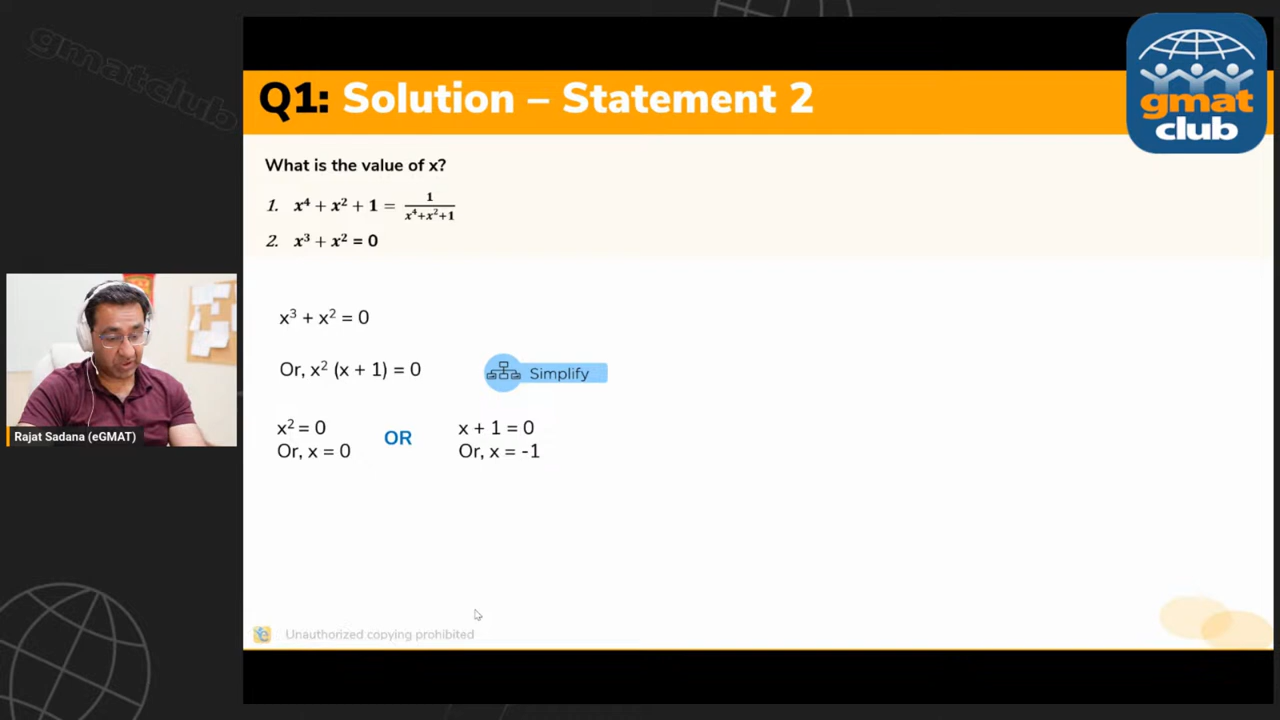 gmatclub
gmat
club
Q1: Solution – Statement 2
What is the value of x?
1. x⁴ + x² + 1 = 1/(x⁴+x²+1)
2. x³ + x² = 0
x³ + x² = 0
Or, x² (x + 1) = 0
Simplify
x² = 0
Or, x = 0
OR
x + 1 = 0
Or, x = -1
Rajat Sadana (eGMAT)
Unauthorized copying prohibited